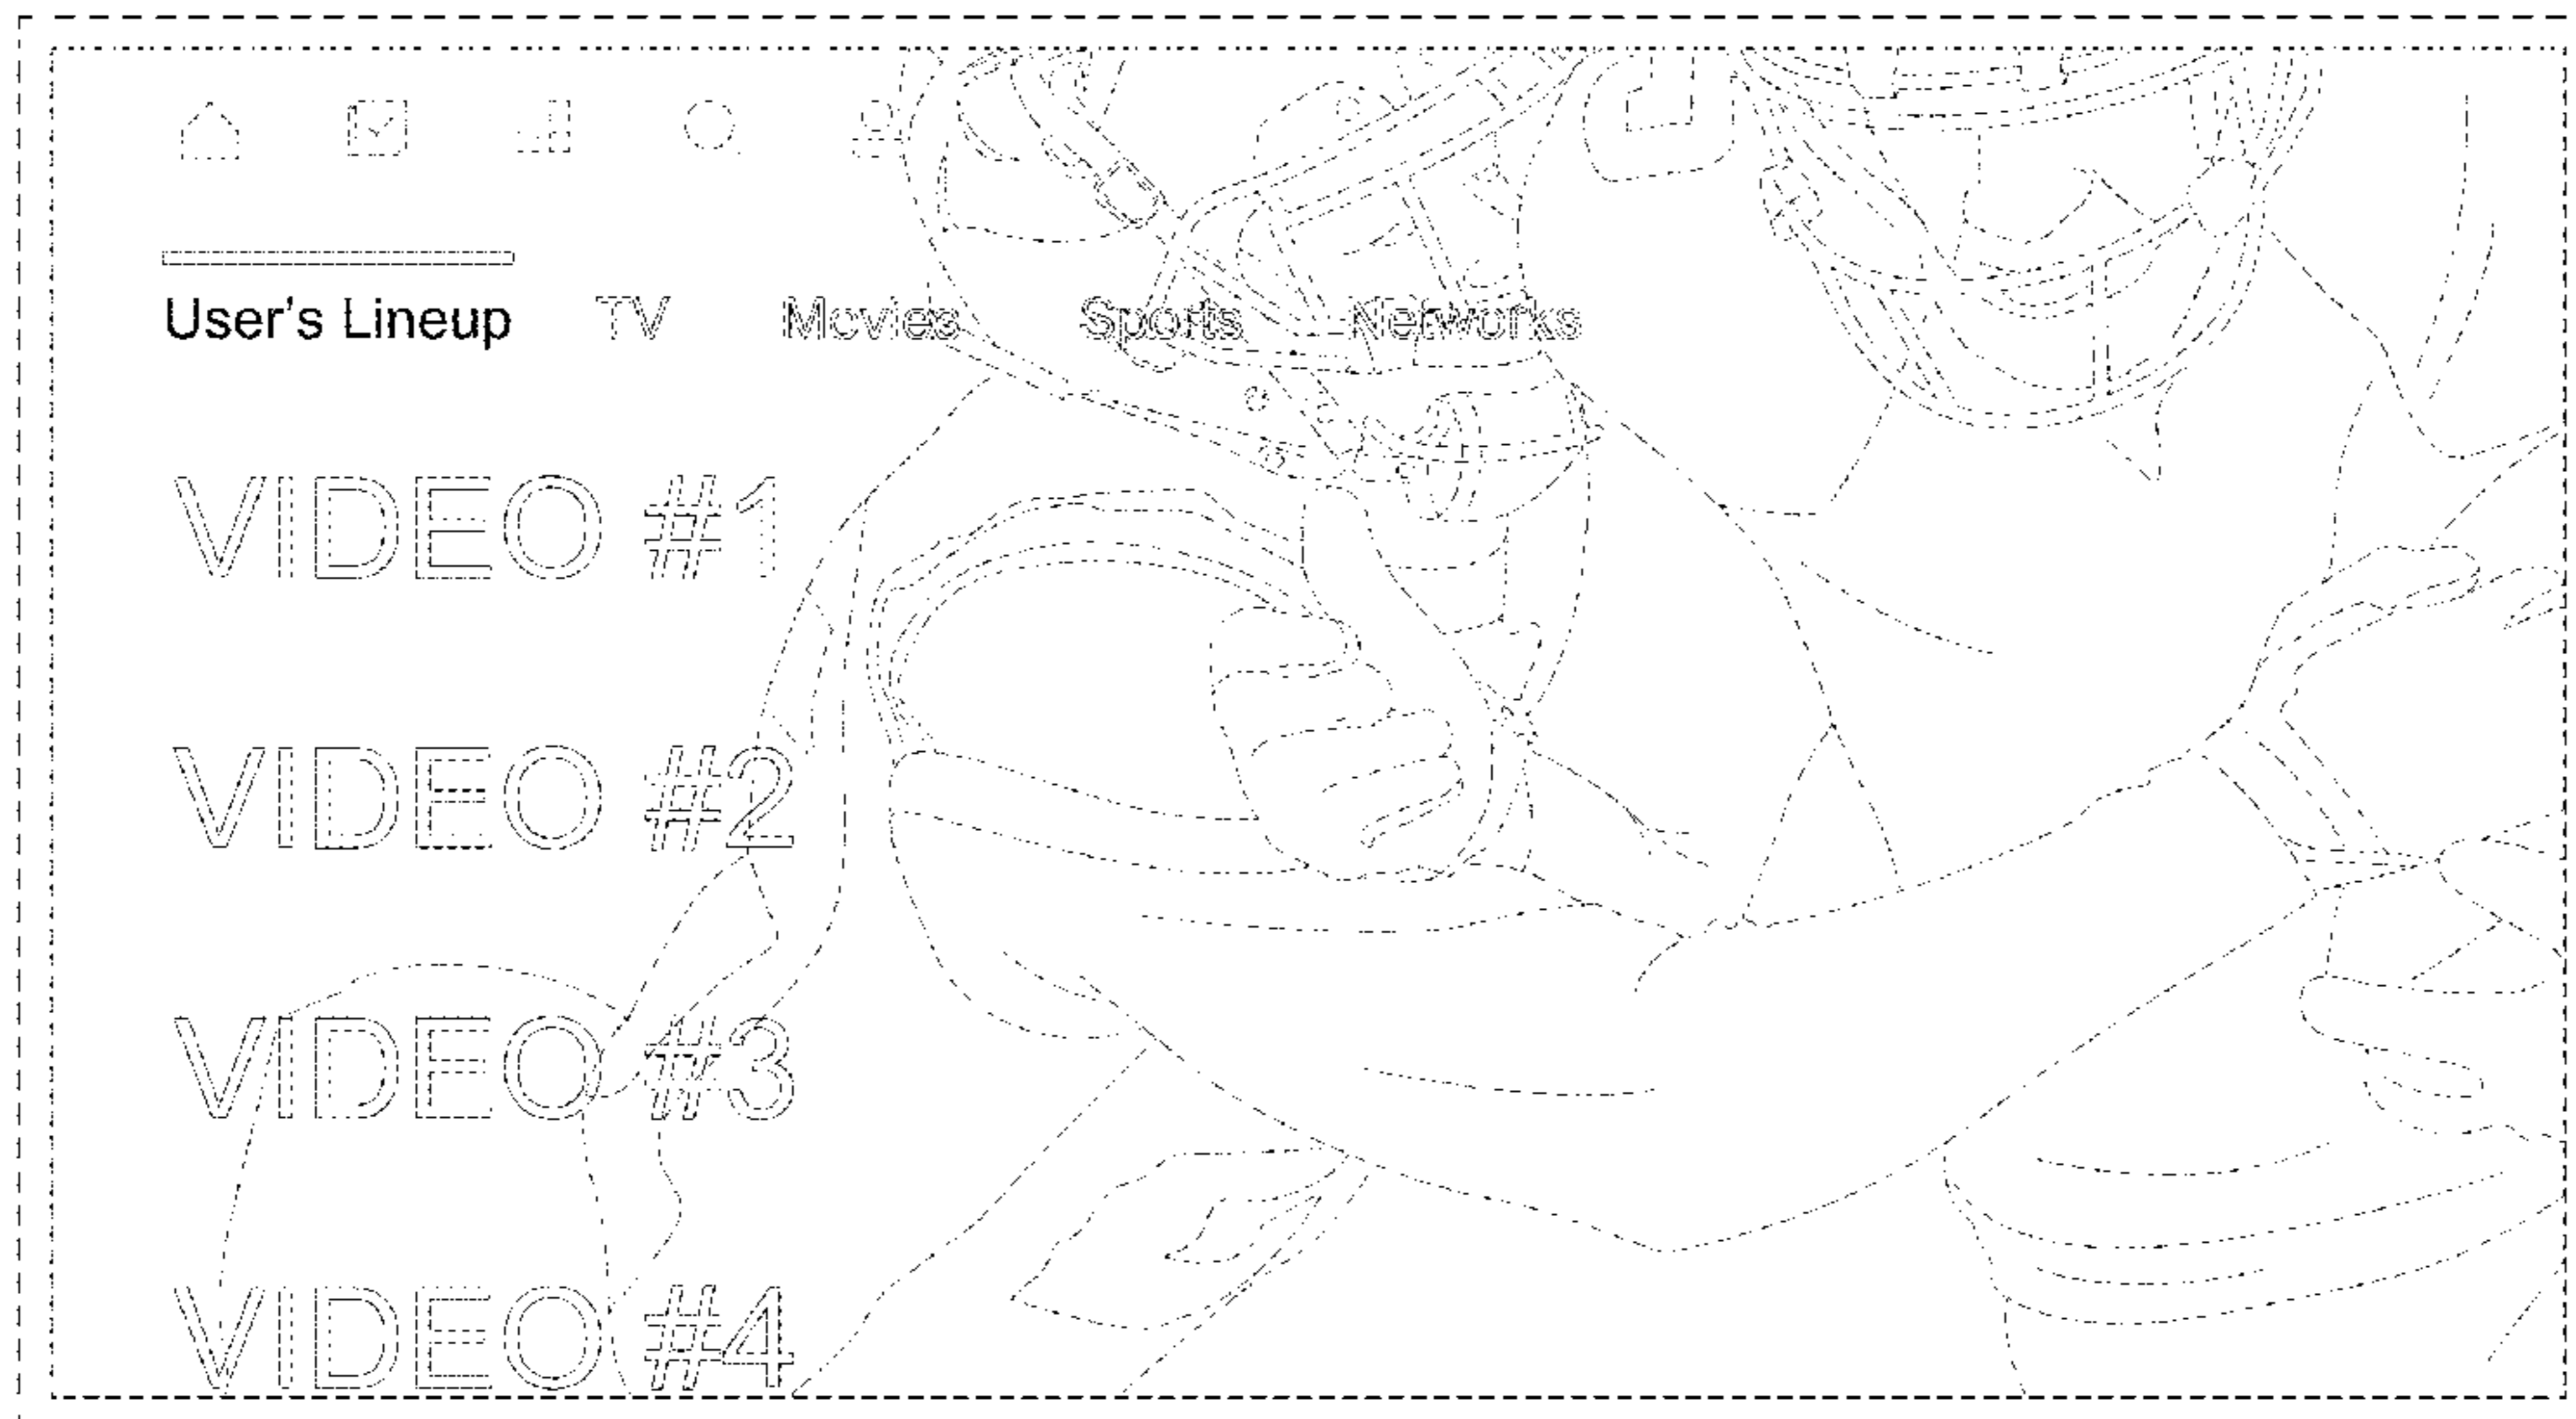 User's Lineup TV Movies Sports Networks
VIDEO #1
VIDEO #2
VIDEO #3
VIDEO #4